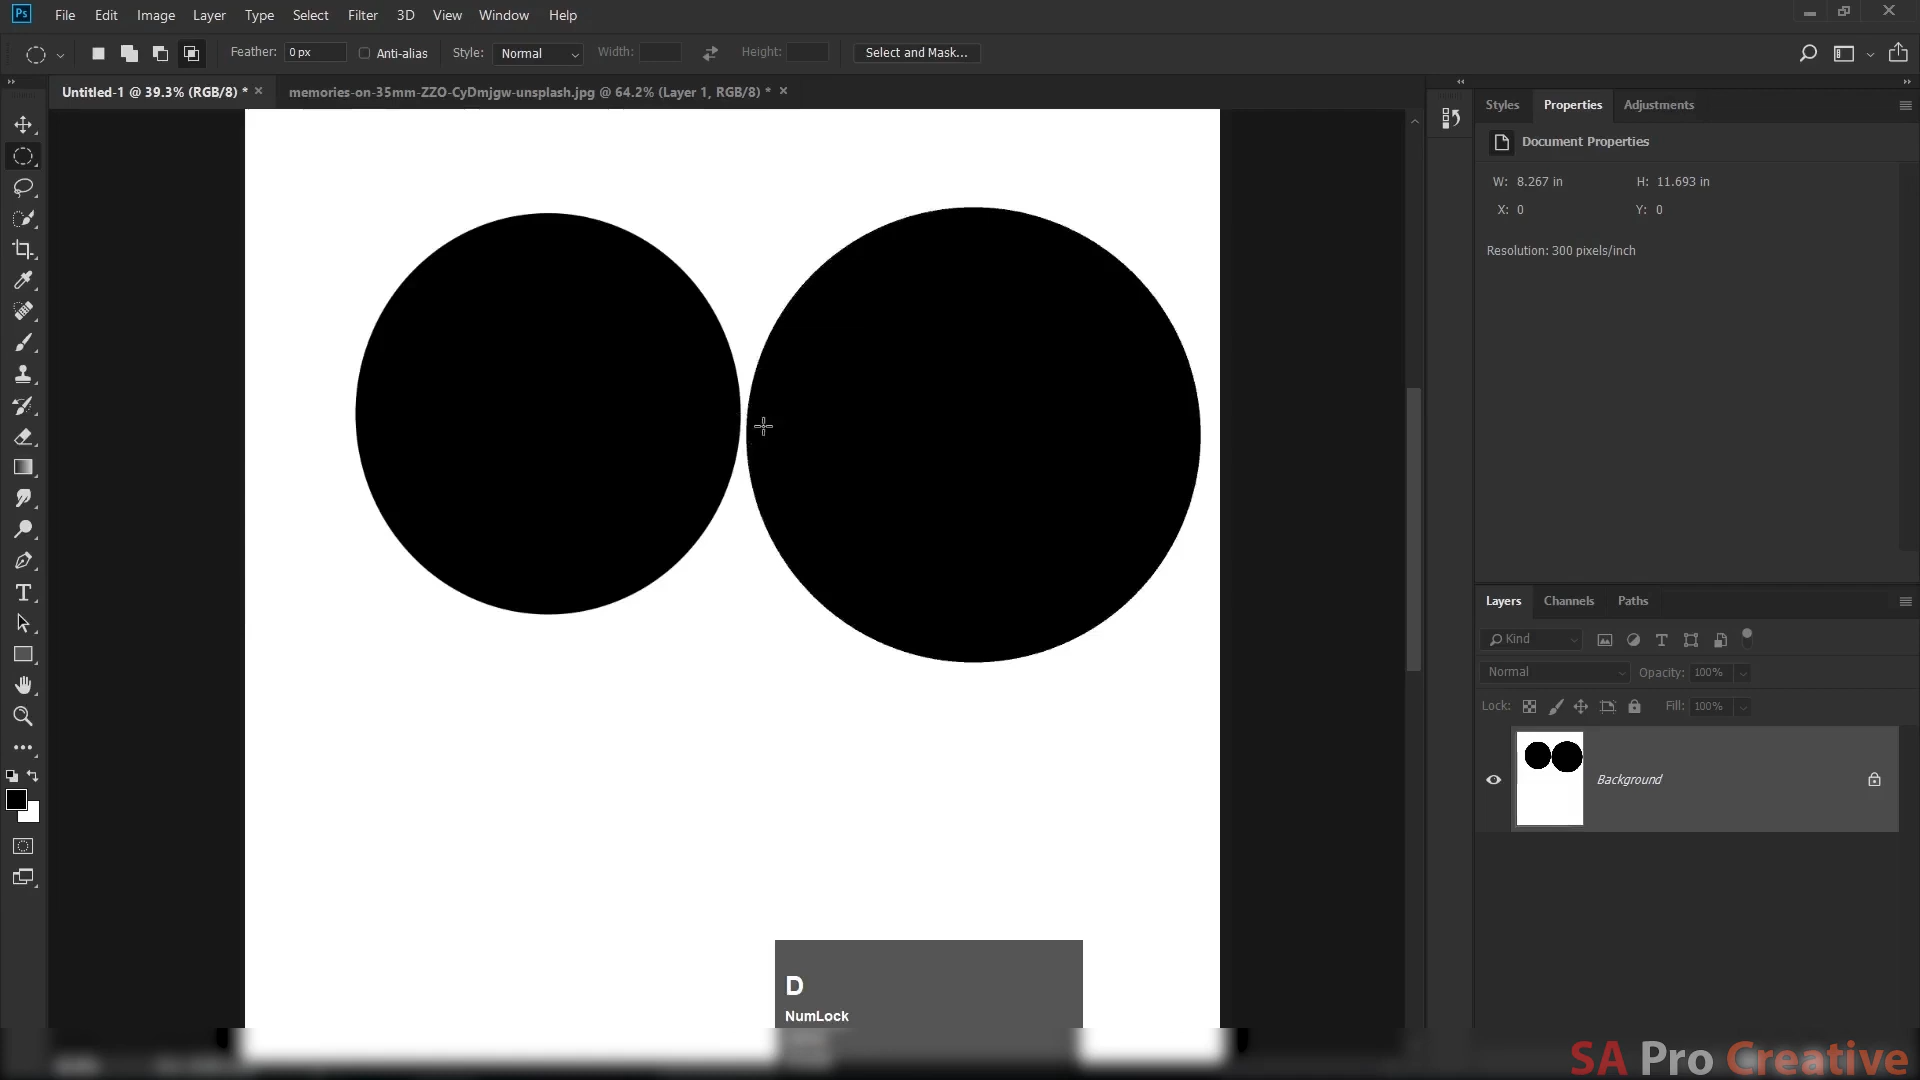 Ps File Edit Image Layer Type Select Filter 3D View Window Help
Feather: 0 px Anti-alias Style: Normal Width: Height: Select and Mask...
Untitled-1 @ 39.3% (RGB/8) * × memories-on-35mm-ZZO-CyDmjgw-unsplash.jpg @ 64.2% (Layer 1, RGB/8) * ×
Styles Properties Adjustments
Document Properties
W: 8.267 in H: 11.693 in
X: 0 Y: 0
Resolution: 300 pixels/inch
Layers Channels Paths
Kind
Normal Opacity: 100%
Lock: Fill: 100%
Background
D
NumLock
SA Pro Creative